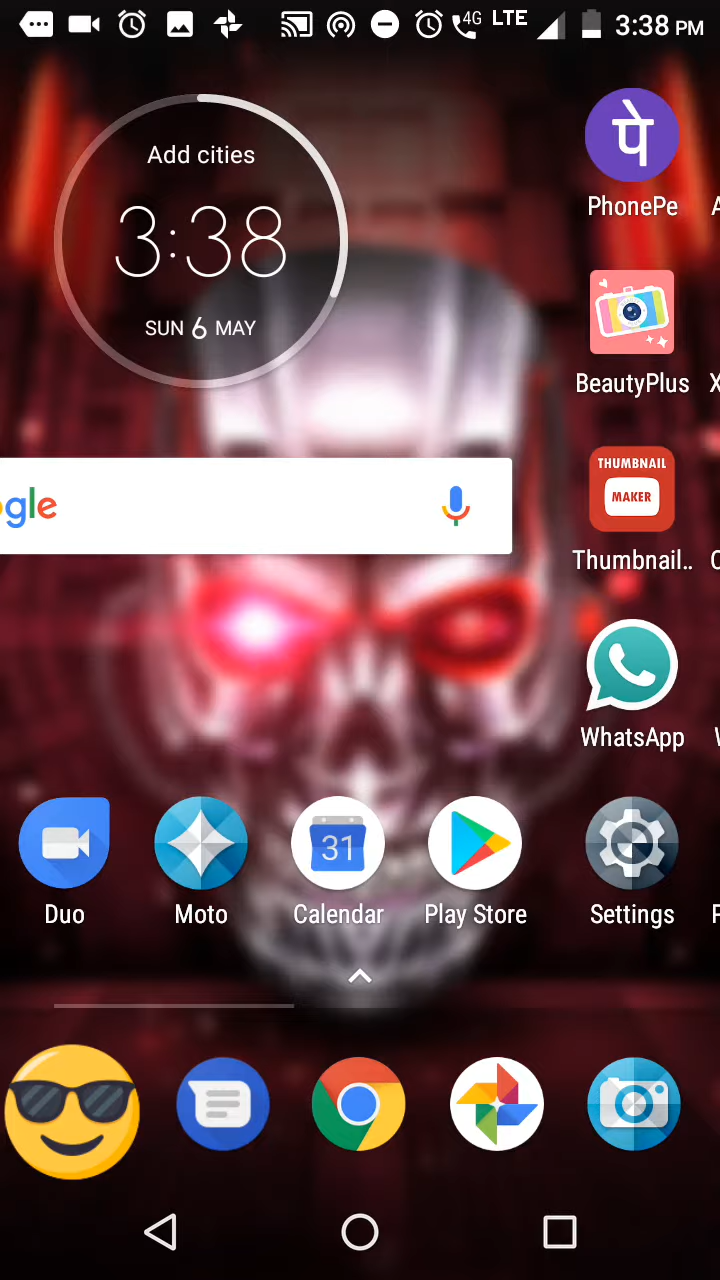 4G LTE 3:38 PM
Add cities
3:38
SUN 6 MAY
पे
PhonePe
BeautyPlus
gle
THUMBNAIL
MAKER
Thumbnail..
WhatsApp
31
Duo
Moto
Calendar
Play Store
Settings